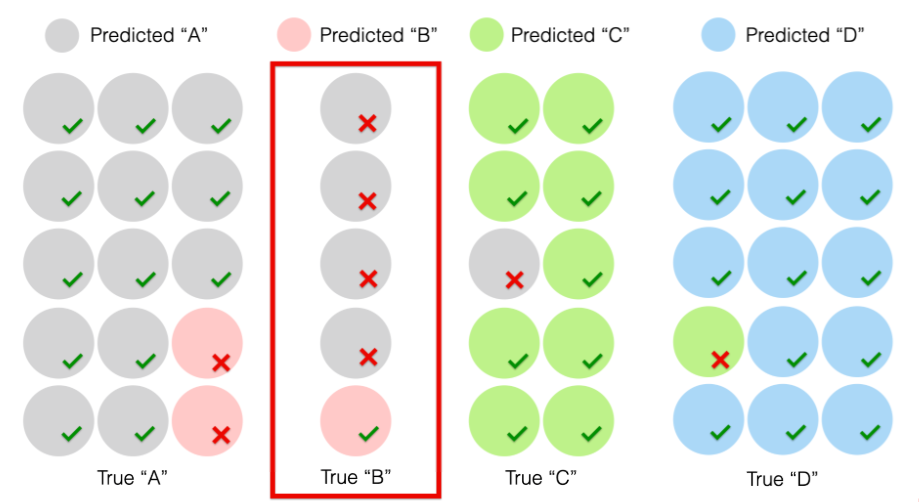 Predicted “A”
Predicted “B”
Predicted “C”
Predicted “D”
True “A”
True “B”
True “C”
True “D”